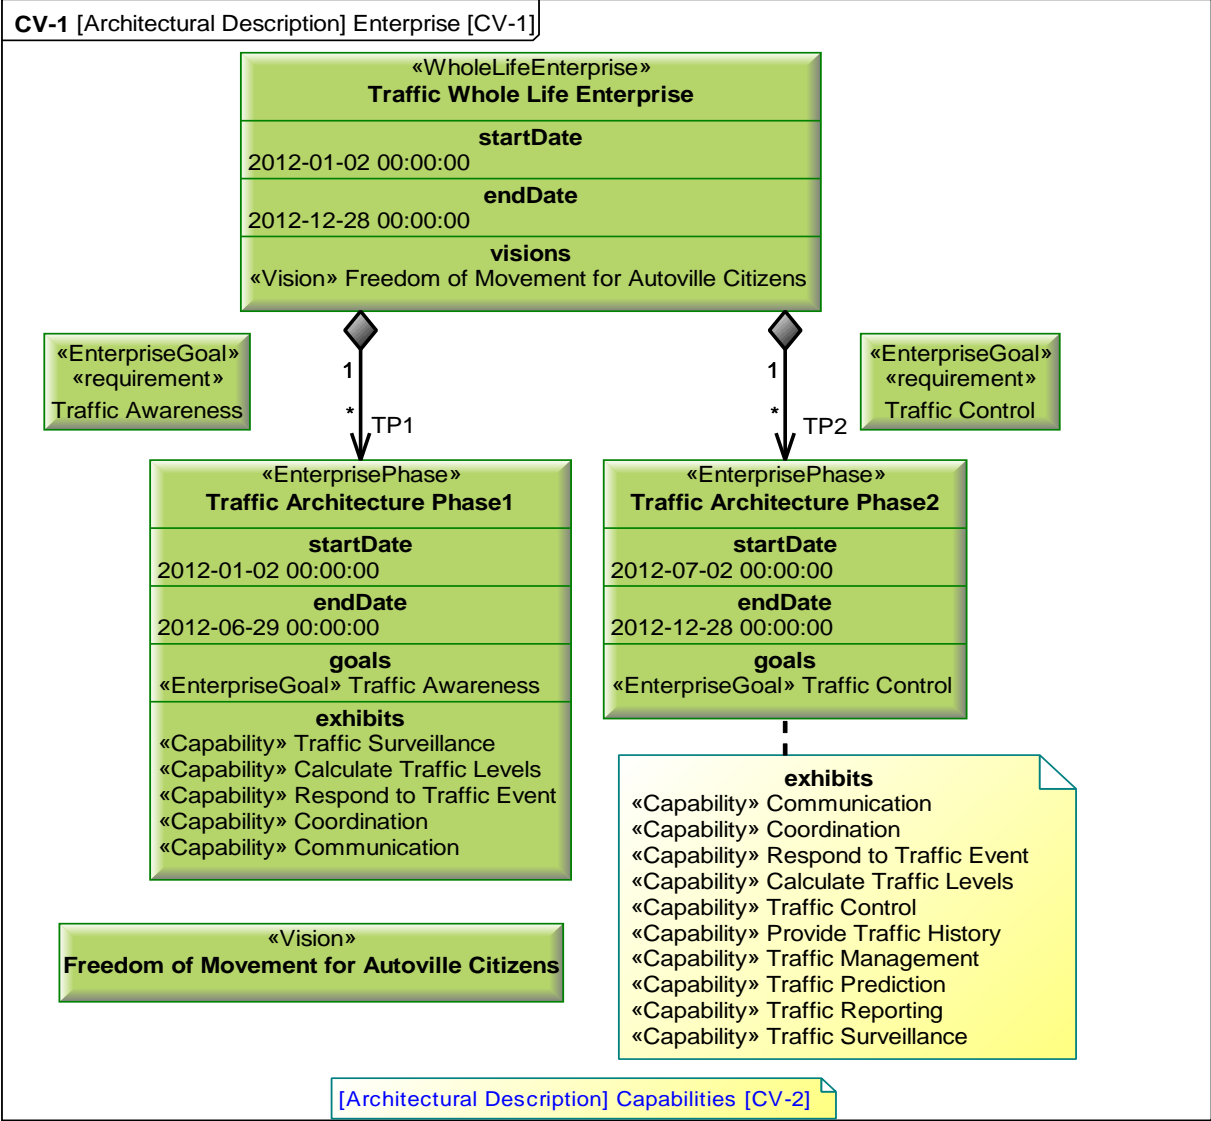 CV-1 [Architectural Description] Enterprise [CV-1]
«WholeLifeEnterprise»
Traffic Whole Life Enterprise
startDate
2012-01-02 00:00:00
endDate
2012-12-28 00:00:00
visions
«Vision» Freedom of Movement for Autoville Citizens
«EnterpriseGoal»
«requirement»
Traffic Awareness
1
*
TP1
1
*
TP2
«EnterpriseGoal»
«requirement»
Traffic Control
«EnterprisePhase»
Traffic Architecture Phase1
startDate
2012-01-02 00:00:00
endDate
2012-06-29 00:00:00
goals
«EnterpriseGoal» Traffic Awareness
exhibits
«Capability» Traffic Surveillance
«Capability» Calculate Traffic Levels
«Capability» Respond to Traffic Event
«Capability» Coordination
«Capability» Communication
«EnterprisePhase»
Traffic Architecture Phase2
startDate
2012-07-02 00:00:00
endDate
2012-12-28 00:00:00
goals
«EnterpriseGoal» Traffic Control
exhibits
«Capability» Communication
«Capability» Coordination
«Capability» Respond to Traffic Event
«Capability» Calculate Traffic Levels
«Capability» Traffic Control
«Capability» Provide Traffic History
«Capability» Traffic Management
«Capability» Traffic Prediction
«Capability» Traffic Reporting
«Capability» Traffic Surveillance
«Vision»
Freedom of Movement for Autoville Citizens
[Architectural Description] Capabilities [CV-2]